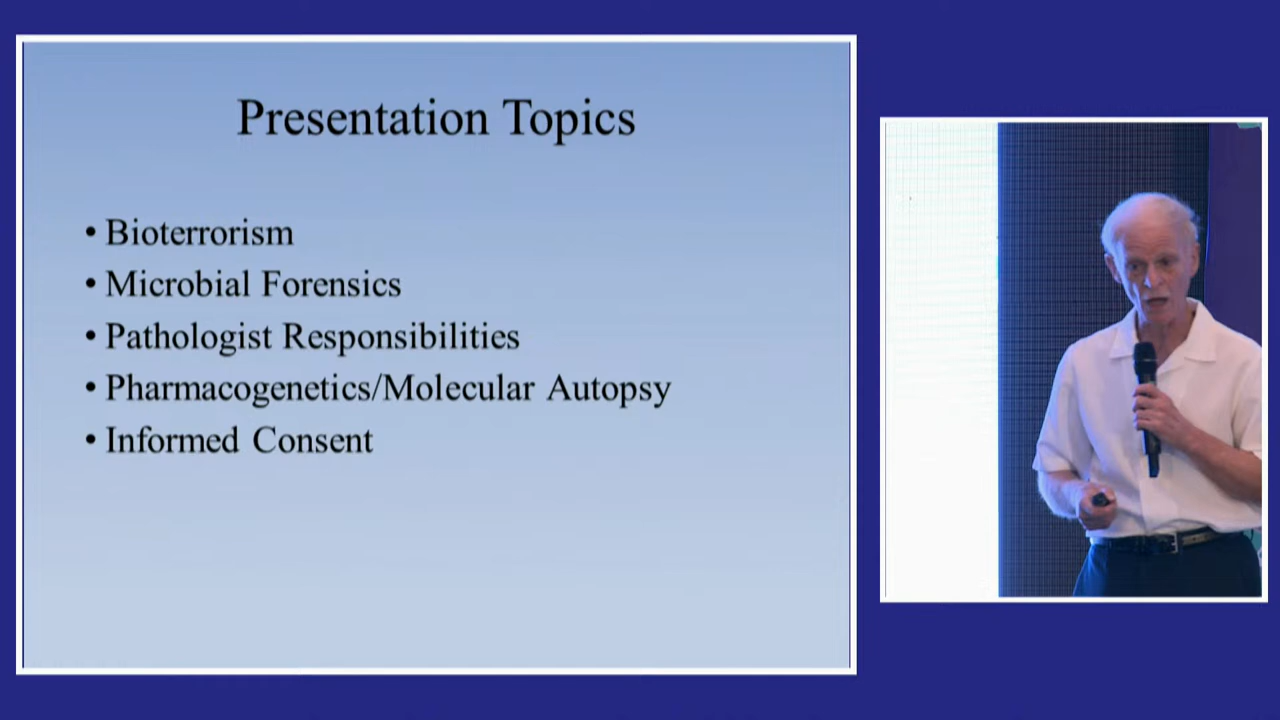 Presentation Topics
• Bioterrorism
• Microbial Forensics
• Pathologist Responsibilities
• Pharmacogenetics/Molecular Autopsy
• Informed Consent